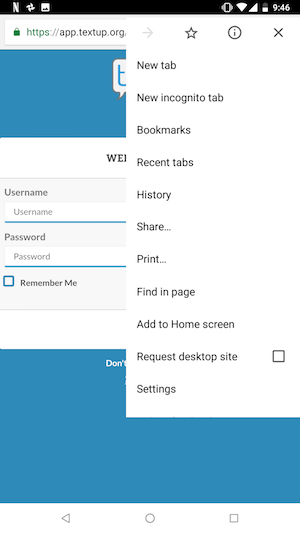 9:46
https://app.textup.org/
New tab
New incognito tab
Bookmarks
Recent tabs
History
Share...
Print...
Find in page
Add to Home screen
Request desktop site
Settings
WEL
Username
Username
Password
Password
Remember Me
Don't